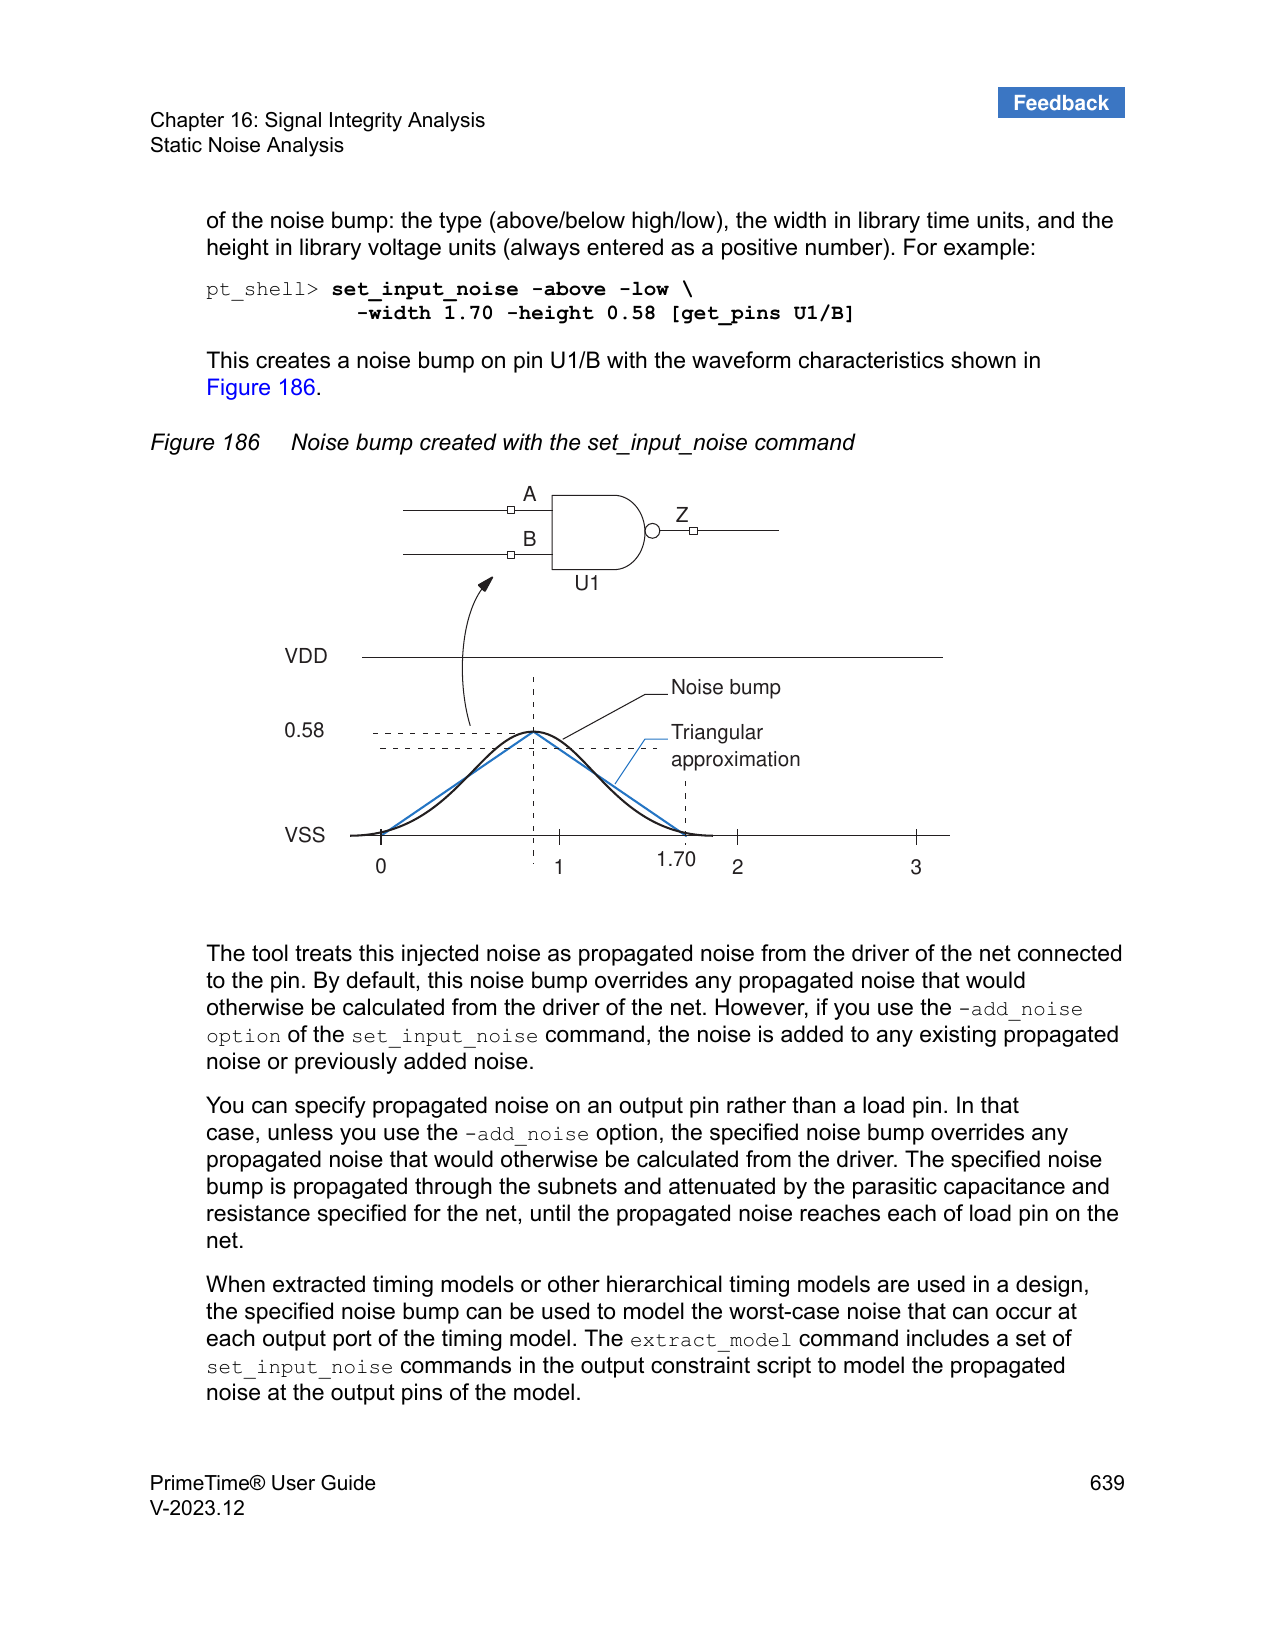 Feedback
Chapter 16: Signal Integrity Analysis
Static Noise Analysis
of the noise bump: the type (above/below high/low), the width in library time units, and the
height in library voltage units (always entered as a positive number). For example:
pt_shell> set_input_noise -above -low \
-width 1.70 -height 0.58 [get_pins U1/B]
This creates a noise bump on pin U1/B with the waveform characteristics shown in
Figure 186.
Figure 186 Noise bump created with the set_input_noise command
A
Z
B
U1
VDD
Noise bump
0.58
Triangular
approximation
VSS
0
1
1.70
2
3
The tool treats this injected noise as propagated noise from the driver of the net connected
to the pin. By default, this noise bump overrides any propagated noise that would
otherwise be calculated from the driver of the net. However, if you use the -add_noise
option of the set_input_noise command, the noise is added to any existing propagated
noise or previously added noise.
You can specify propagated noise on an output pin rather than a load pin. In that
case, unless you use the -add_noise option, the specified noise bump overrides any
propagated noise that would otherwise be calculated from the driver. The specified noise
bump is propagated through the subnets and attenuated by the parasitic capacitance and
resistance specified for the net, until the propagated noise reaches each of load pin on the
net.
When extracted timing models or other hierarchical timing models are used in a design,
the specified noise bump can be used to model the worst-case noise that can occur at
each output port of the timing model. The extract_model command includes a set of
set_input_noise commands in the output constraint script to model the propagated
noise at the output pins of the model.
PrimeTime® User Guide 639
V-2023.12